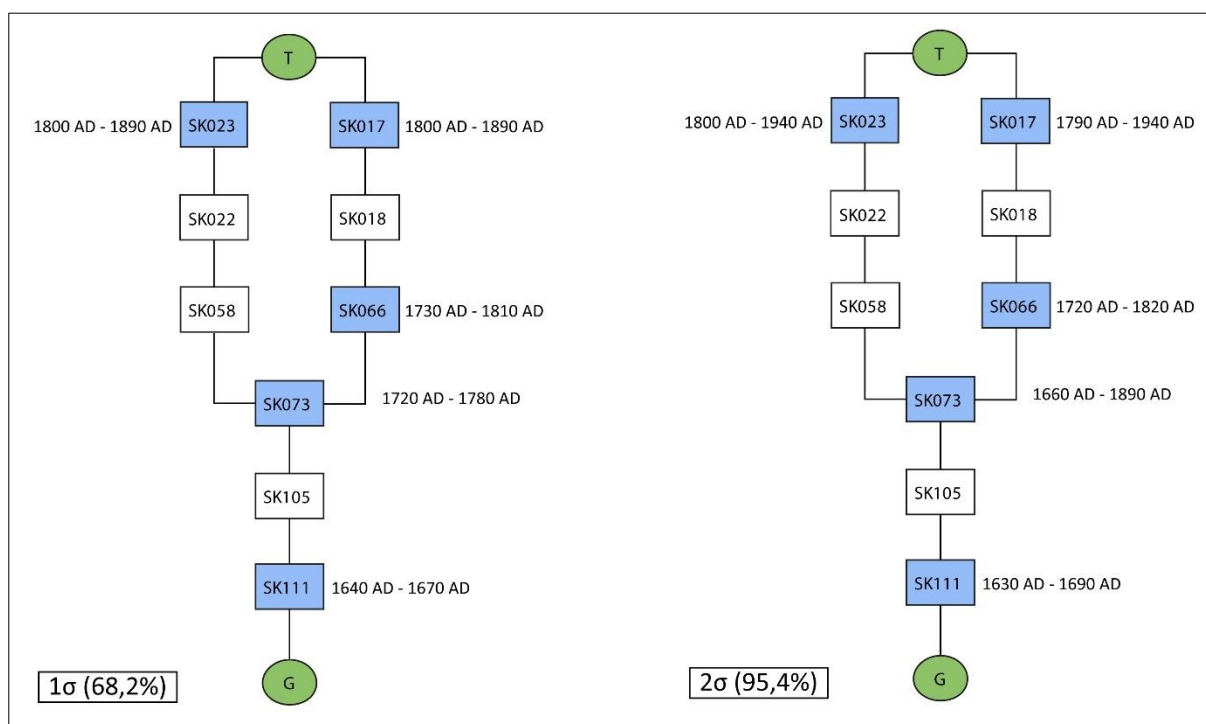 T
1800 AD - 1890 AD SK023 SK017 1800 AD - 1890 AD
SK022 SK018
SK058 SK066 1730 AD - 1810 AD
SK073 1720 AD - 1780 AD
SK105
SK111 1640 AD - 1670 AD
G
1σ (68,2%)
T
1800 AD - 1940 AD SK023 SK017 1790 AD - 1940 AD
SK022 SK018
SK058 SK066 1720 AD - 1820 AD
SK073 1660 AD - 1890 AD
SK105
SK111 1630 AD - 1690 AD
G
2σ (95,4%)